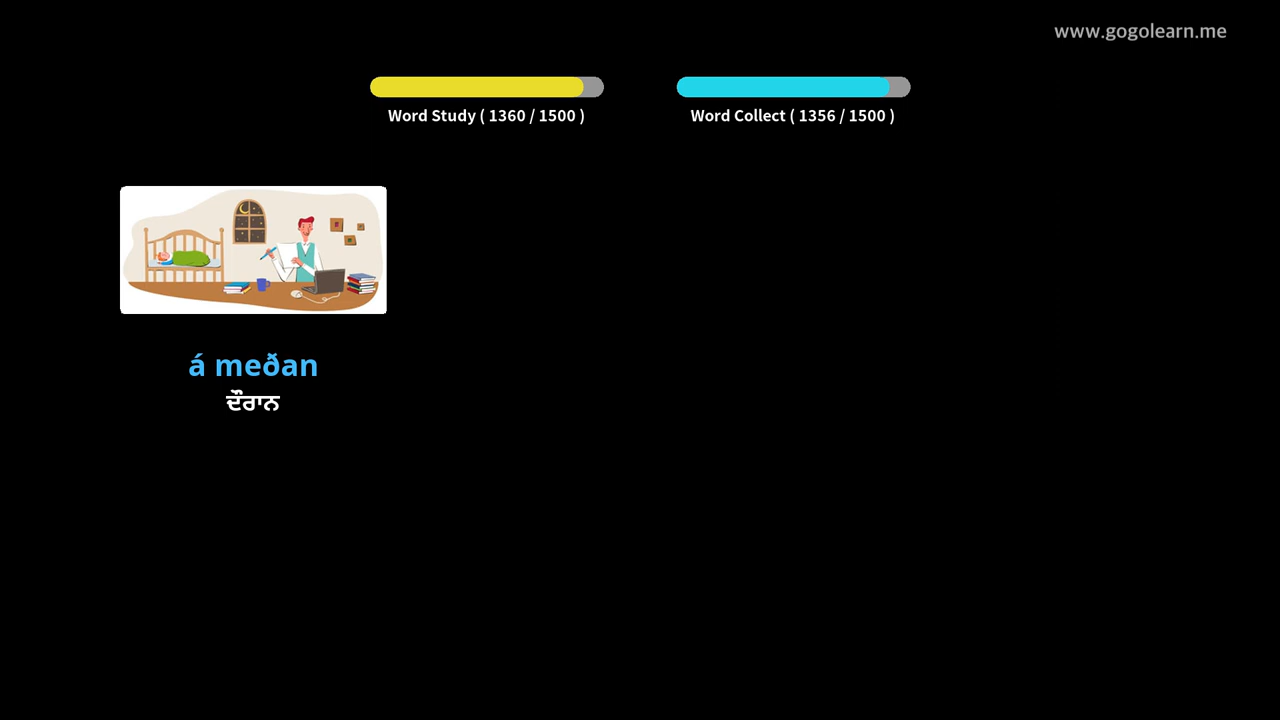 www.gogolearn.me
Word Study ( 1360 / 1500 )
Word Collect ( 1356 / 1500 )
á meðan
ਦੌਰਾਨ